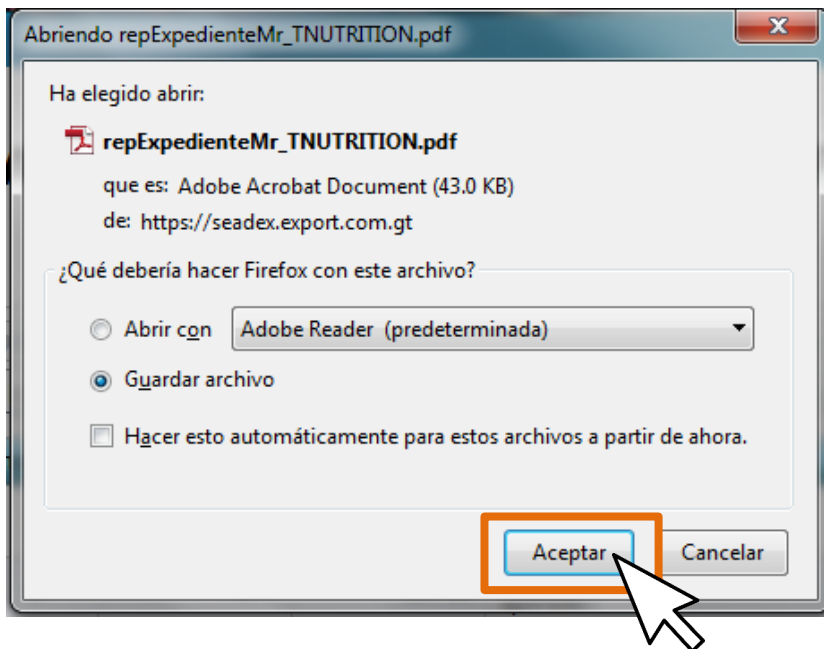 Abriendo repExpedienteMr_TNUTRITION.pdf
Ha elegido abrir:
repExpedienteMr_TNUTRITION.pdf
que es: Adobe Acrobat Document (43.0 KB)
de: https://seadex.export.com.gt
¿Qué debería hacer Firefox con este archivo?
Abrir con Adobe Reader (predeterminada)
Guardar archivo
Hacer esto automáticamente para estos archivos a partir de ahora.
Aceptar Cancelar